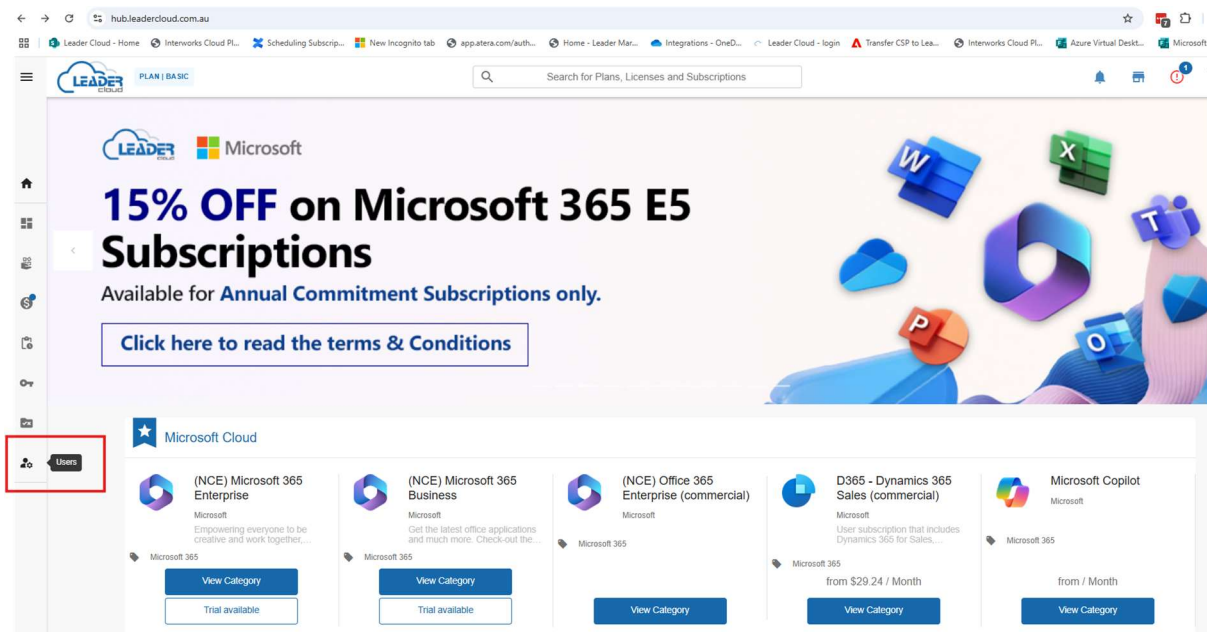 hub.leadercloud.com.au
7
Leader Cloud - Home
Interworks Cloud Pl...
Scheduling Subscrip...
New Incognito tab
app.atera.com/auth...
Home - Leader Mar...
Integrations - OneD...
Leader Cloud - login
Transfer CSP to Lea...
Interworks Cloud Pl...
Azure Virtual Deskt...
Microsoft
LEADER
cloud
PLAN | BASIC
Search for Plans, Licenses and Subscriptions
1
LEADER
cloud
Microsoft
15% OFF on Microsoft 365 E5
Subscriptions
Available for Annual Commitment Subscriptions only.
Click here to read the terms & Conditions
W
X
T
P
O
Users
Microsoft Cloud
(NCE) Microsoft 365
Enterprise
Microsoft
Empowering everyone to be
creative and work together,...
Microsoft 365
View Category
Trial available
(NCE) Microsoft 365
Business
Microsoft
Get the latest office applications
and much more. Check-out the...
Microsoft 365
View Category
Trial available
(NCE) Office 365
Enterprise (commercial)
Microsoft
Microsoft 365
View Category
D365 - Dynamics 365
Sales (commercial)
Microsoft
User subscription that includes
Dynamics 365 for Sales,...
Microsoft 365
from $29.24 / Month
View Category
Microsoft Copilot
Microsoft
Microsoft 365
from / Month
View Category